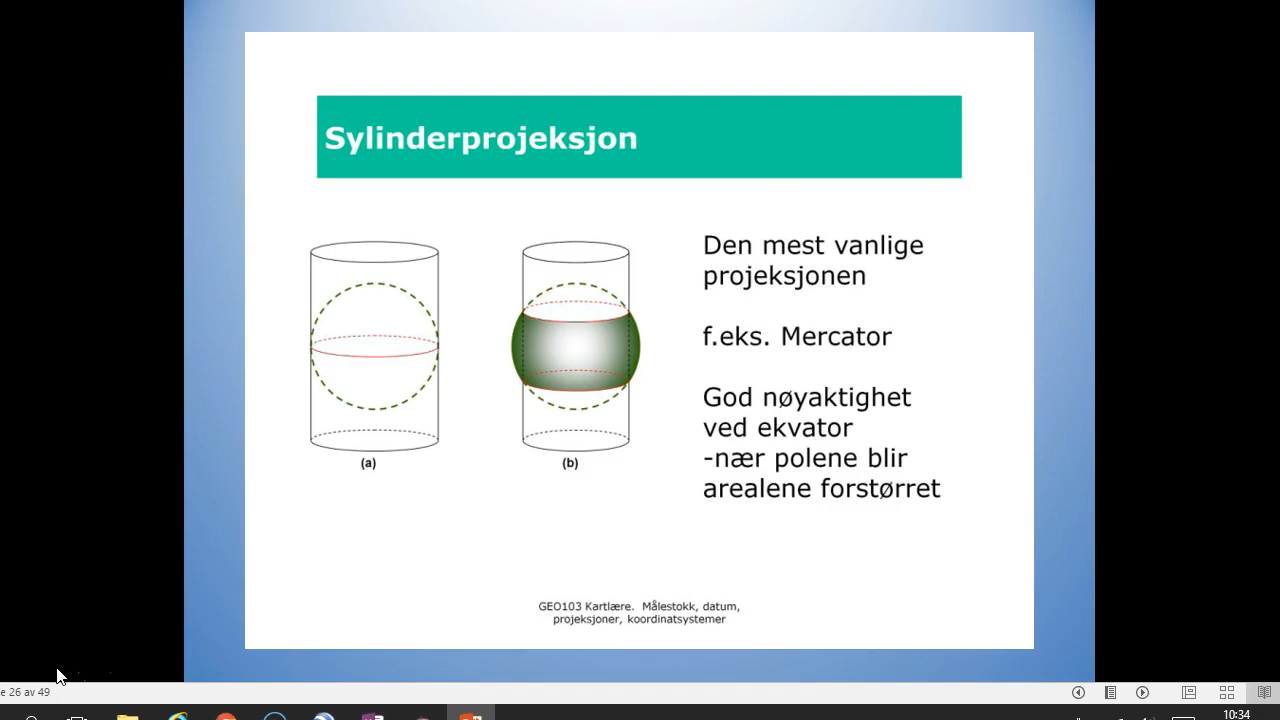 Sylinderprojeksjon
Den mest vanlige
projeksjonen
f.eks. Mercator
God nøyaktighet
ved ekvator
-nær polene blir
arealene forstørret
(a)
(b)
GEO103 Kartlære. Målestokk, datum,
projeksjoner, koordinatsystemer
e 26 av 49
10:34